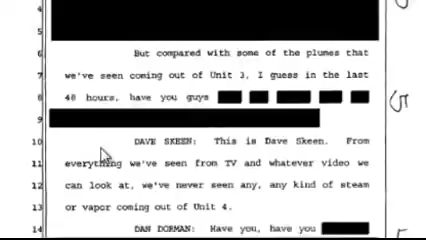 4
5
6 But compared with some of the plumes that
7 we've seen coming out of Unit 3, I guess in the last
8 48 hours, have you guys
9
10 DAVE SKEEN: This is Dave Skeen. From
11 everything we've seen from TV and whatever video we
12 can look at, we've never seen any, any kind of steam
13 or vapor coming out of Unit 4.
14 DAN DORMAN: Have you, have you